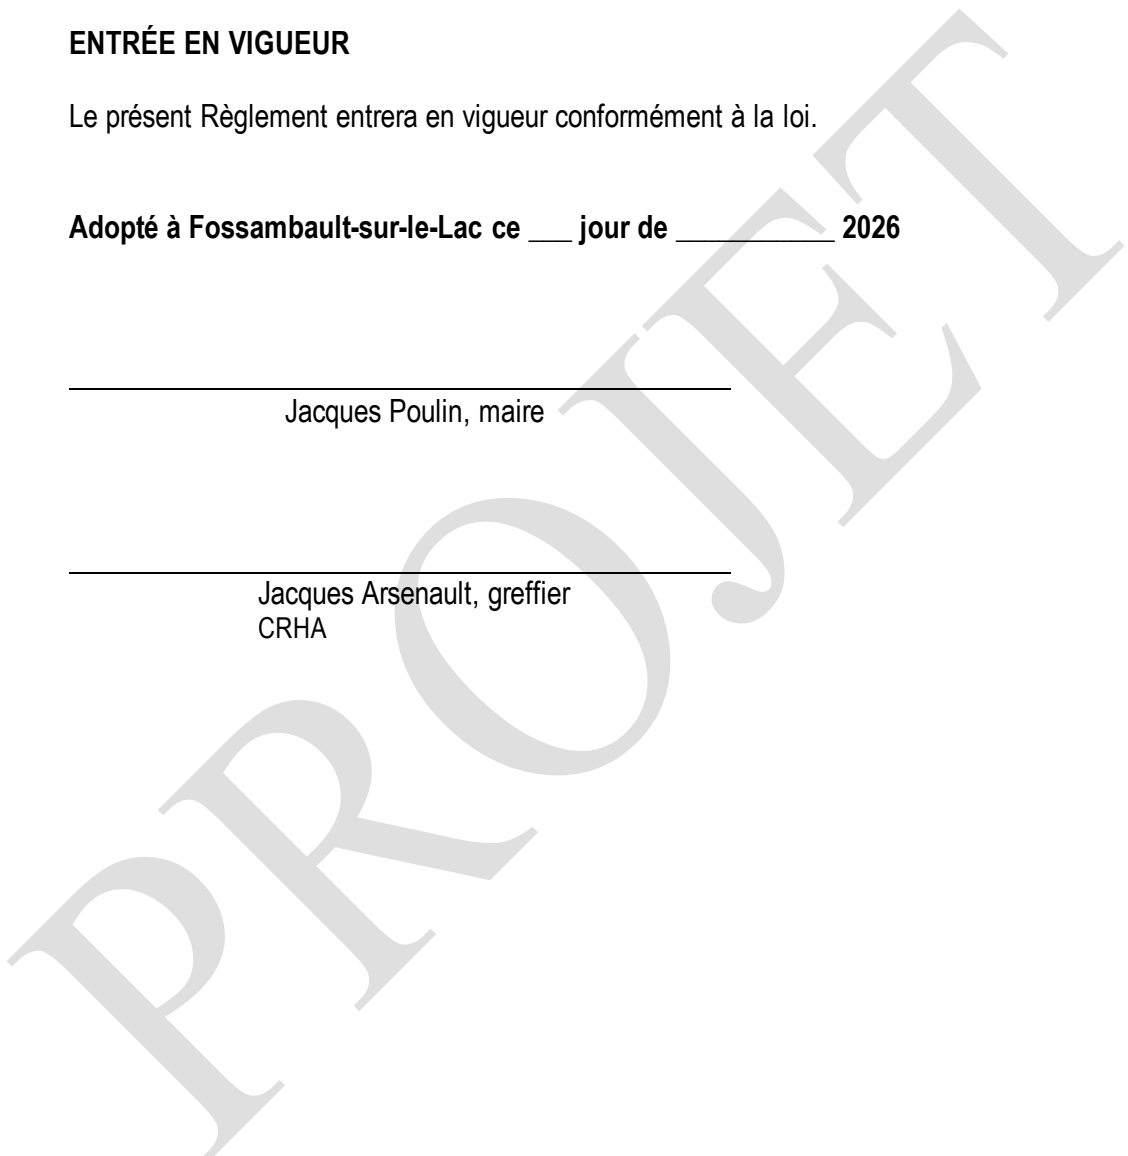 ENTRÉE EN VIGUEUR
Le présent Règlement entrera en vigueur conformément à la loi.
Adopté à Fossambault-sur-le-Lac ce ___ jour de ___________ 2026
Jacques Poulin, maire
Jacques Arsenault, greffier
CRHA
PROJET